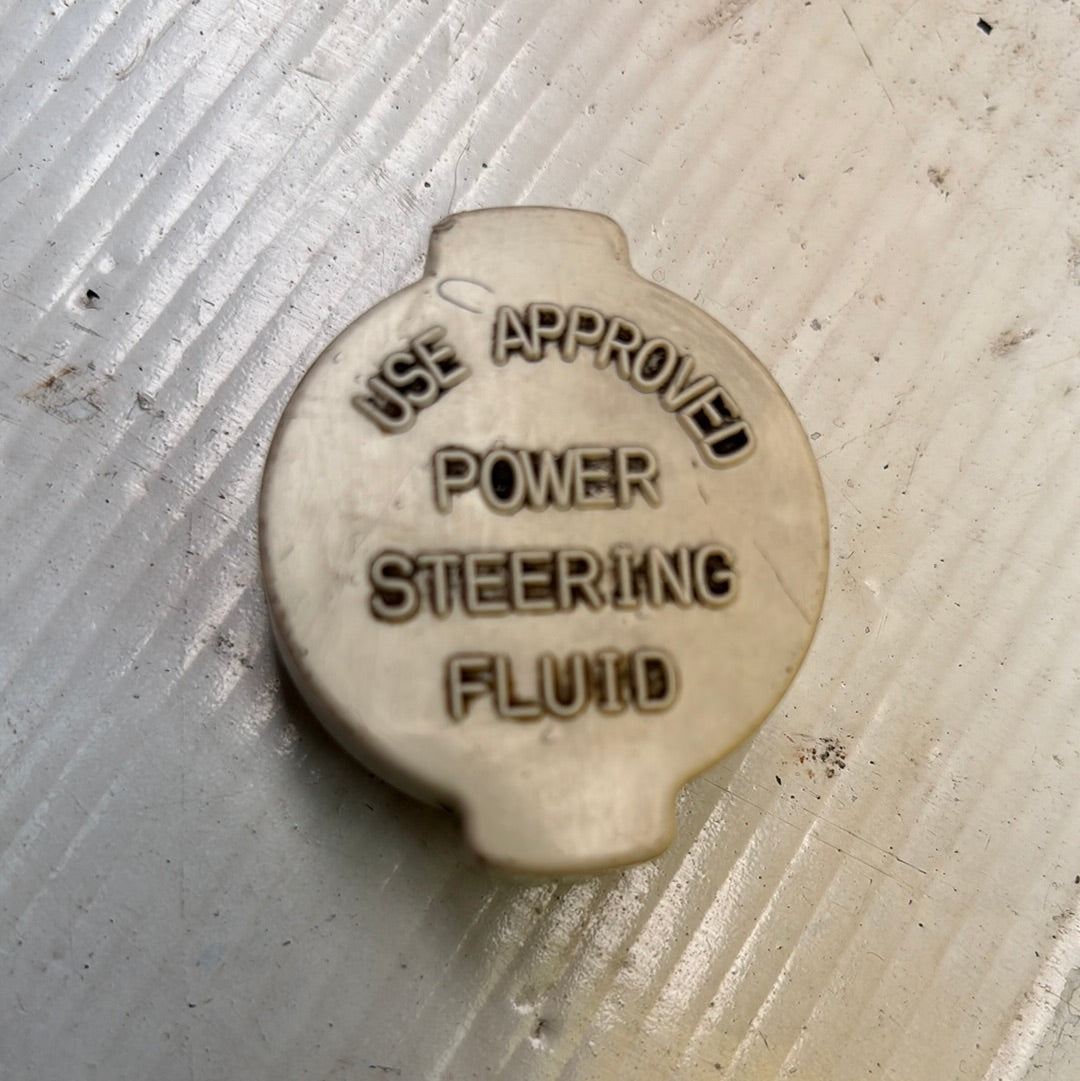 USE APPROVED
POWER
STEERING
FLUID